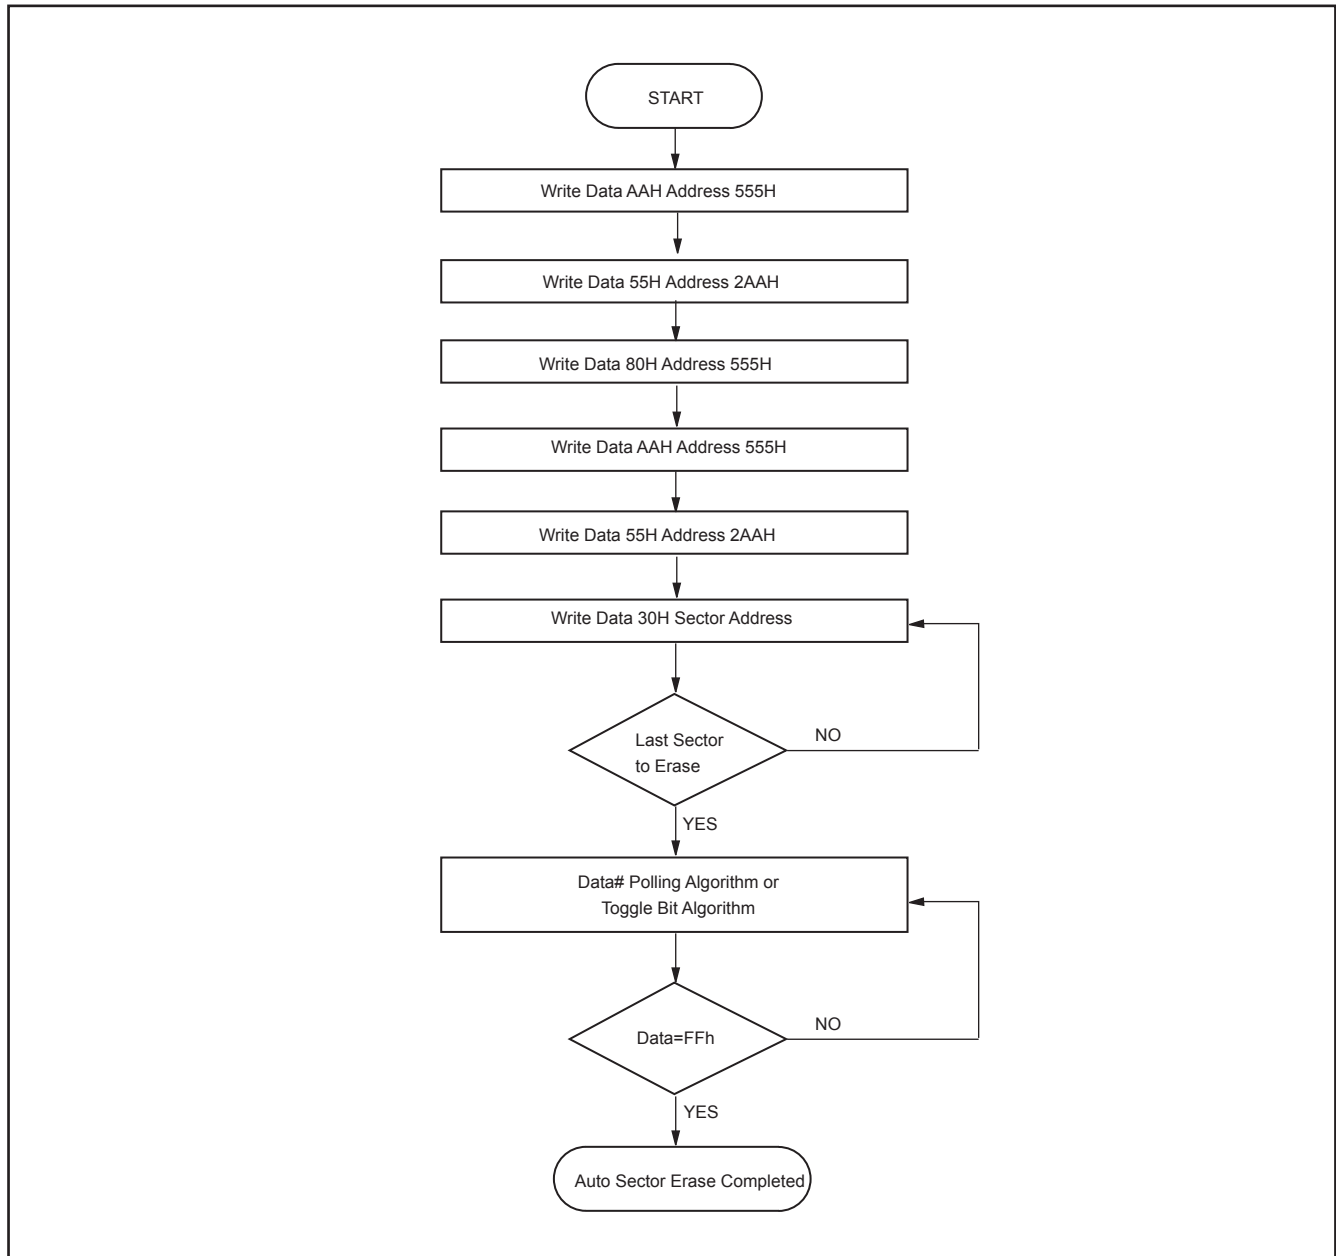 START
Write Data AAH Address 555H
Write Data 55H Address 2AAH
Write Data 80H Address 555H
Write Data AAH Address 555H
Write Data 55H Address 2AAH
Write Data 30H Sector Address
Last Sector
to Erase
NO
YES
Data# Polling Algorithm or
Toggle Bit Algorithm
Data=FFh
NO
YES
Auto Sector Erase Completed